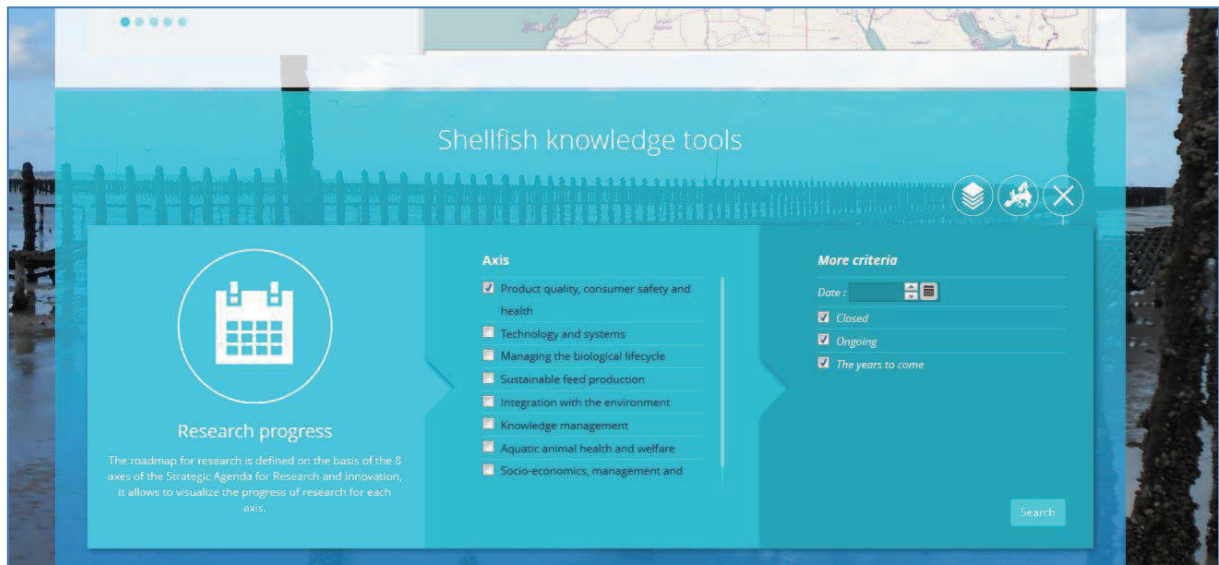 Shellfish knowledge tools
Research progress
The roadmap for research is defined on the basis of the 8
axes of the Strategic Agenda for Research and Innovation,
it allows to visualize the progress of research for each
axis.
Axis
Product quality, consumer safety and
health
Technology and systems
Managing the biological lifecycle
Sustainable feed production
Integration with the environment
Knowledge management
Aquatic animal health and welfare
Socio-economics, management and
More criteria
Date :
Closed
Ongoing
The years to come
Search